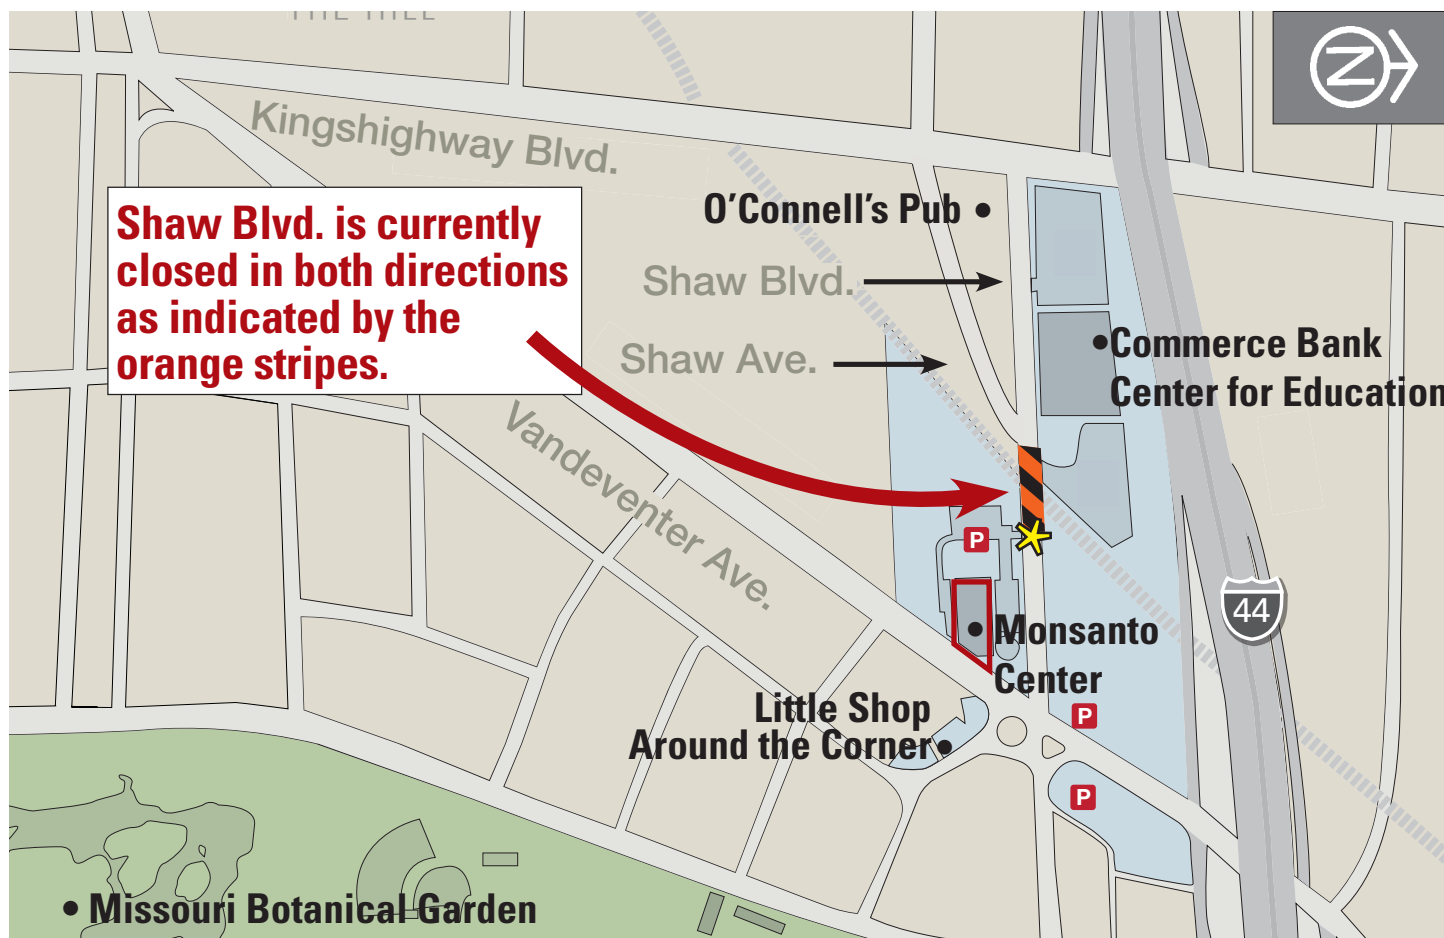 THE HILL
N
Kingshighway Blvd.
Shaw Blvd. is currently
closed in both directions
as indicated by the
orange stripes.
O’Connell’s Pub
Shaw Blvd.
Shaw Ave.
Commerce Bank
Center for Education
Vandeventer Ave.
P
44
Monsanto
Center
Little Shop
Around the Corner
P
P
Missouri Botanical Garden